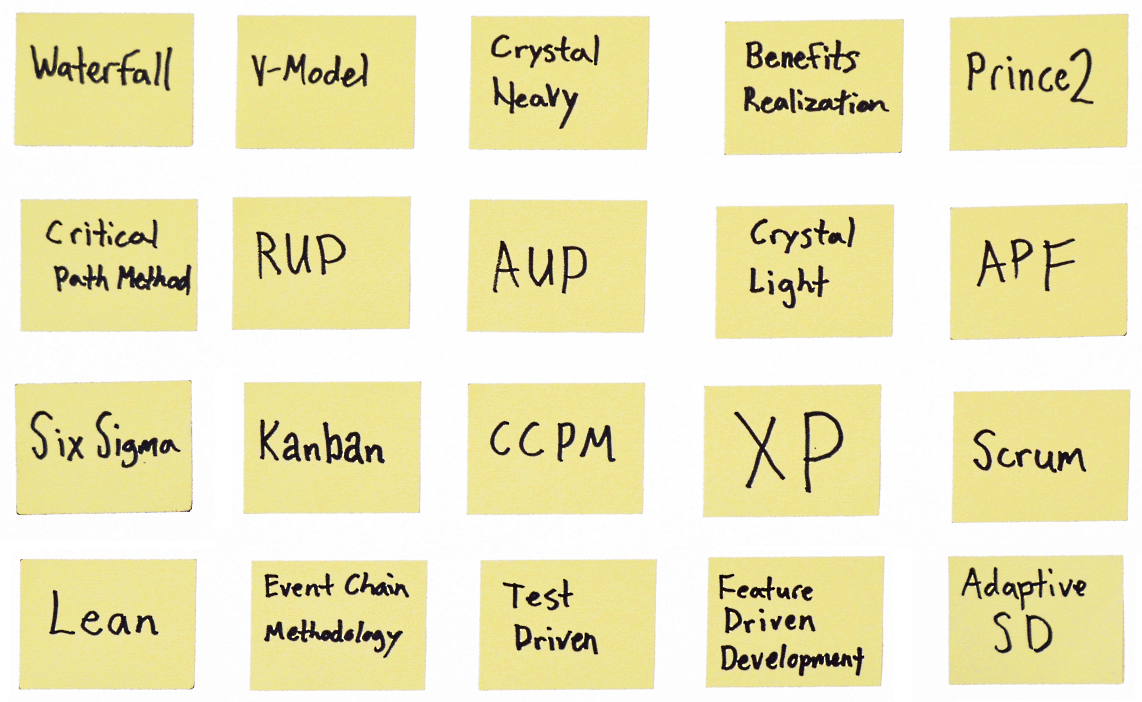 Waterfall
V-Model
Crystal
Heavy
Benefits
Realization
Prince2
Critical
Path Method
RUP
AUP
Crystal
Light
APF
Six Sigma
Kanban
CCPM
XP
Scrum
Lean
Event Chain
Methodology
Test
Driven
Feature
Driven
Development
Adaptive
SD